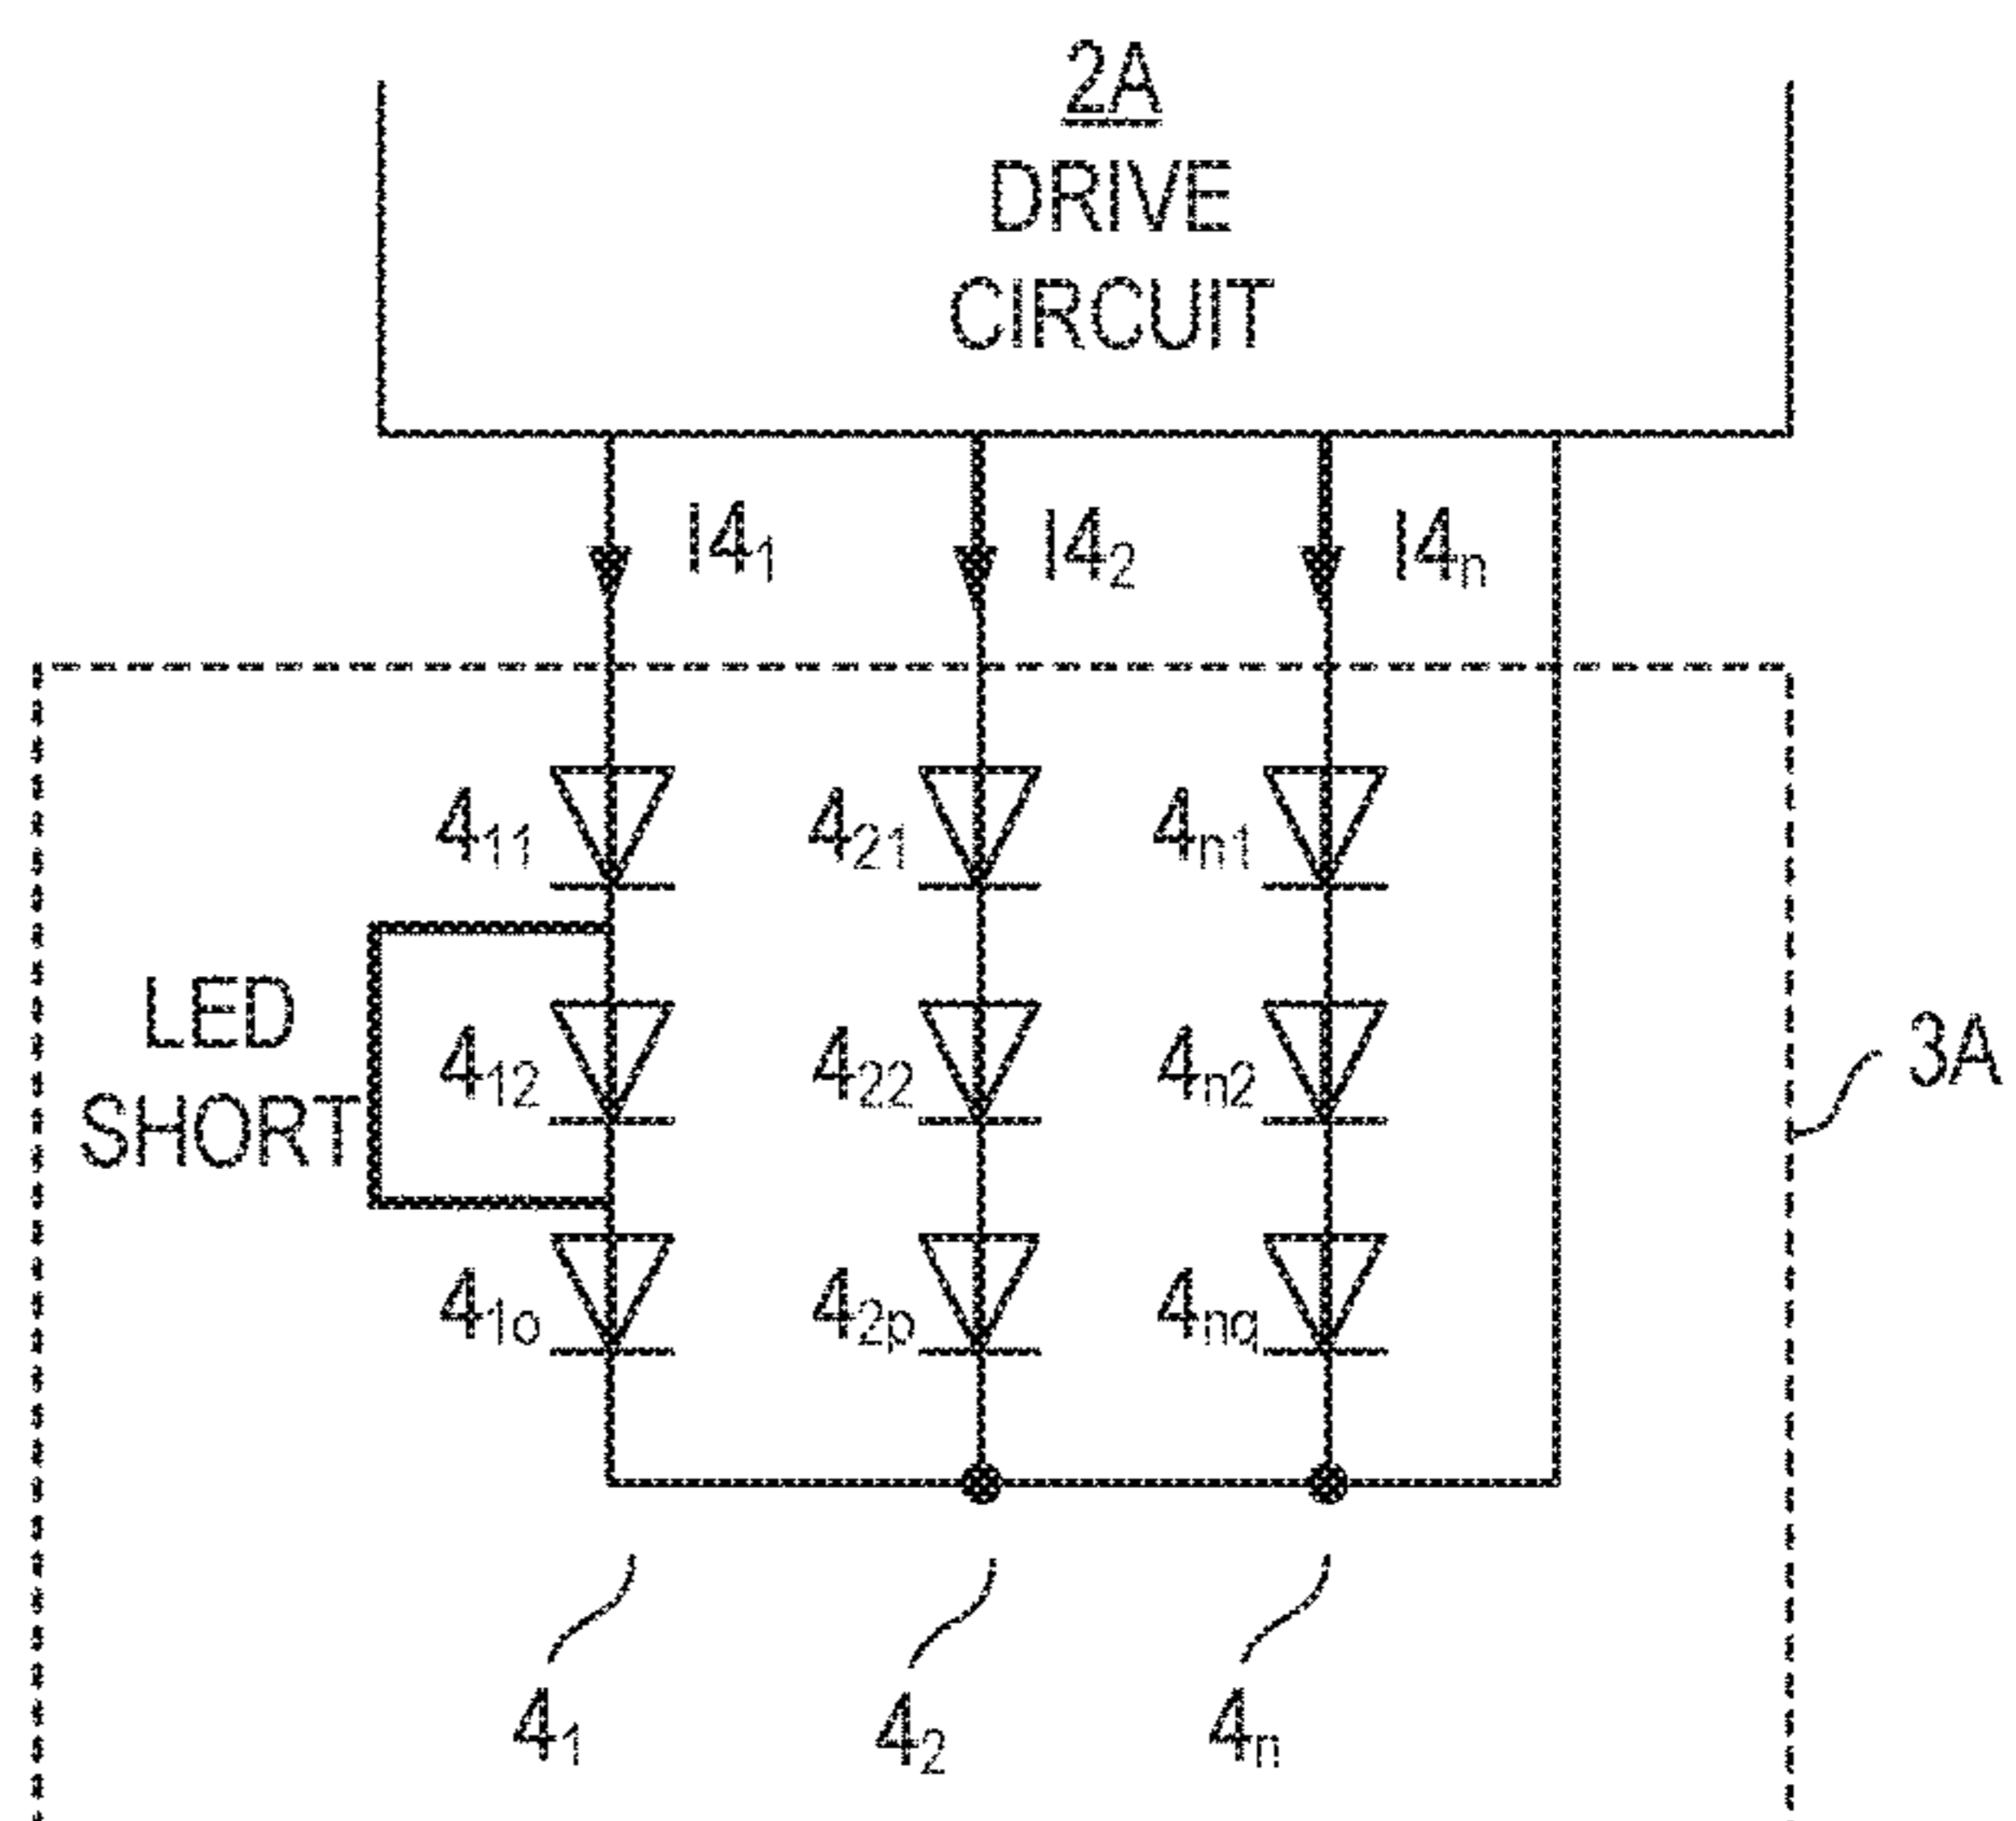 2A
DRIVE
CIRCUIT
I4₁ I4₂ I4ₙ
4₁₁ 4₂₁ 4ₙ₁
LED
SHORT
4₁₂ 4₂₂ 4ₙ₂
3A
4₁ₒ 4₂ₚ 4nq
4₁ 4₂ 4ₙ